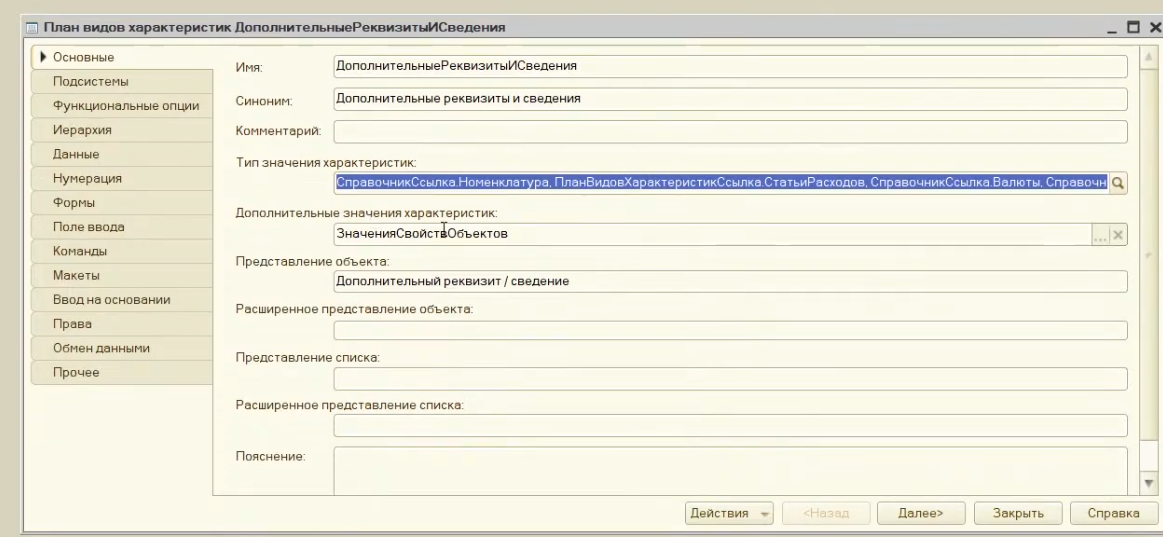 План видов характеристик ДополнительныеРеквизитыИСведения
Основные
Подсистемы
Функциональные опции
Иерархия
Данные
Нумерация
Формы
Поле ввода
Команды
Макеты
Ввод на основании
Права
Обмен данными
Прочее
Имя: ДополнительныеРеквизитыИСведения
Синоним: Дополнительные реквизиты и сведения
Комментарий:
Тип значения характеристик:
СправочникСсылка.Номенклатура, ПланВидовХарактеристикСсылка.СтатьиРасходов, СправочникСсылка.Валюты, Справочн
Дополнительные значения характеристик:
ЗначенияСвойствОбъектов ...
Представление объекта:
Дополнительный реквизит / сведение
Расширенное представление объекта:
Представление списка:
Расширенное представление списка:
Пояснение:
Действия <Назад Далее> Закрыть Справка